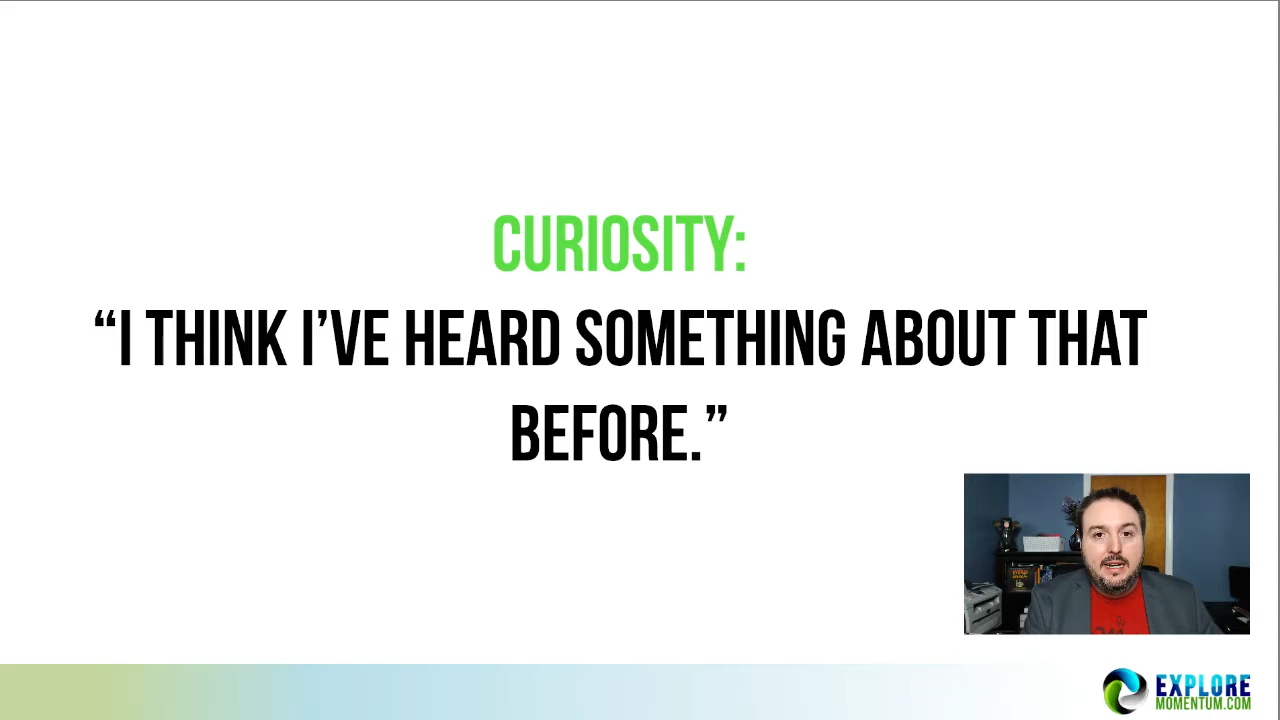 CURIOSITY:
“I THINK I’VE HEARD SOMETHING ABOUT THAT
BEFORE.”
EXPLORE
MOMENTUM.COM